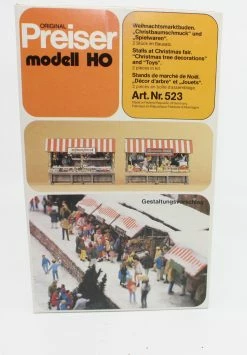 ORIGINAL
Preiser
modell HO
Weihnachtsmarktbuden.
„Christbaumschmuck" und
„Spielwaren".
2 Stück im Bausatz
Stalls at Christmas fair.
"Christmas tree decorations"
and "Toys".
2 pieces in kit
Stands de marché de Noël.
„Décor d'arbre" et „Jouets".
2 pièces en boîte d'assemblage.
Art. Nr. 523
Gestaltungsvorschlag